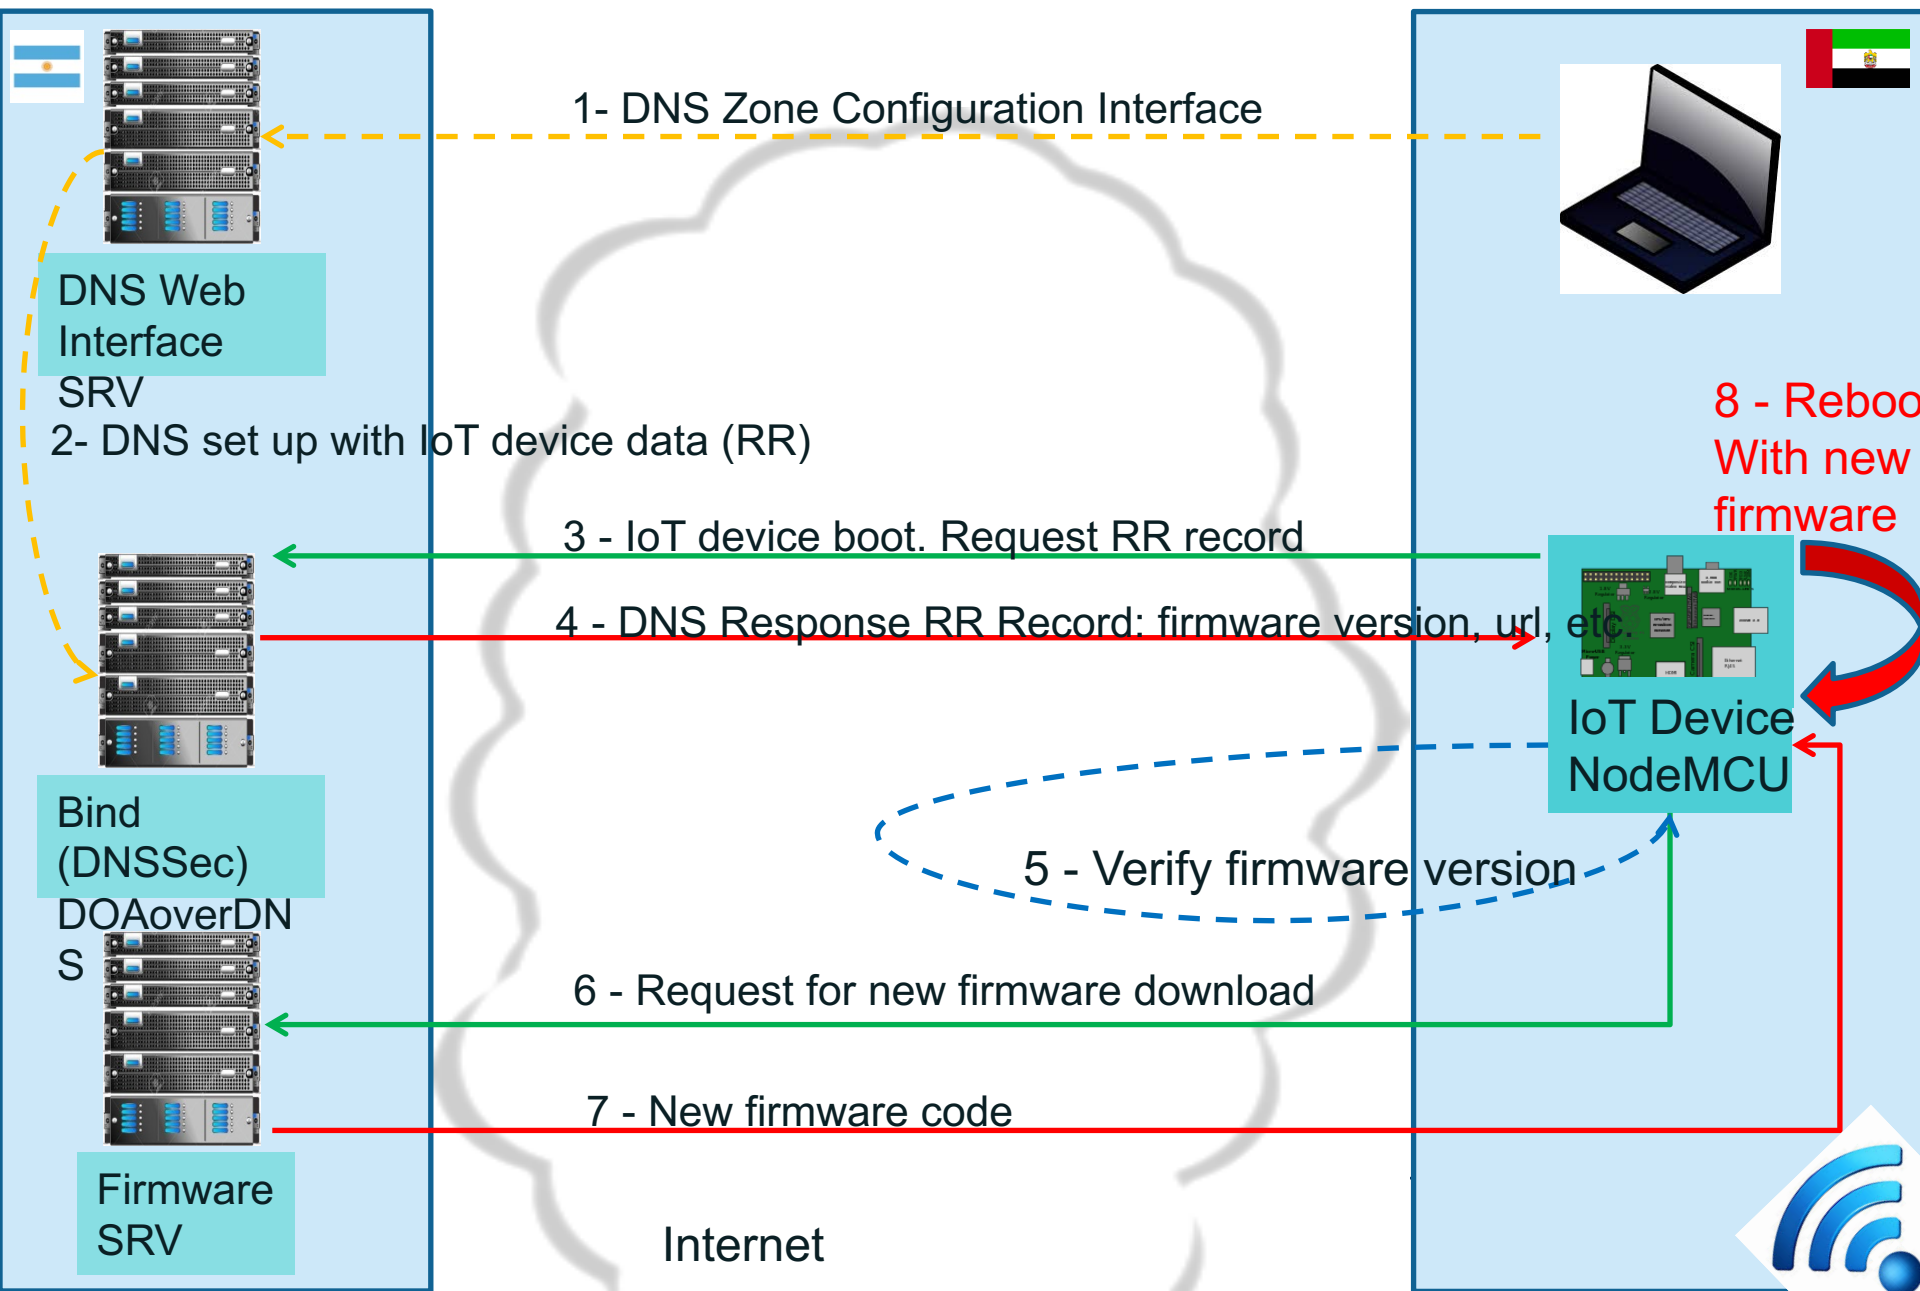 1- DNS Zone Configuration Interface
DNS Web
Interface
SRV
2- DNS set up with IoT device data (RR)
8 - Reboo
With new
firmware
3 - IoT device boot. Request RR record
4 - DNS Response RR Record: firmware version, url, etc.
IoT Device
NodeMCU
Bind
(DNSSec)
DOAoverDN
S
5 - Verify firmware version
6 - Request for new firmware download
7 - New firmware code
Firmware
SRV
Internet